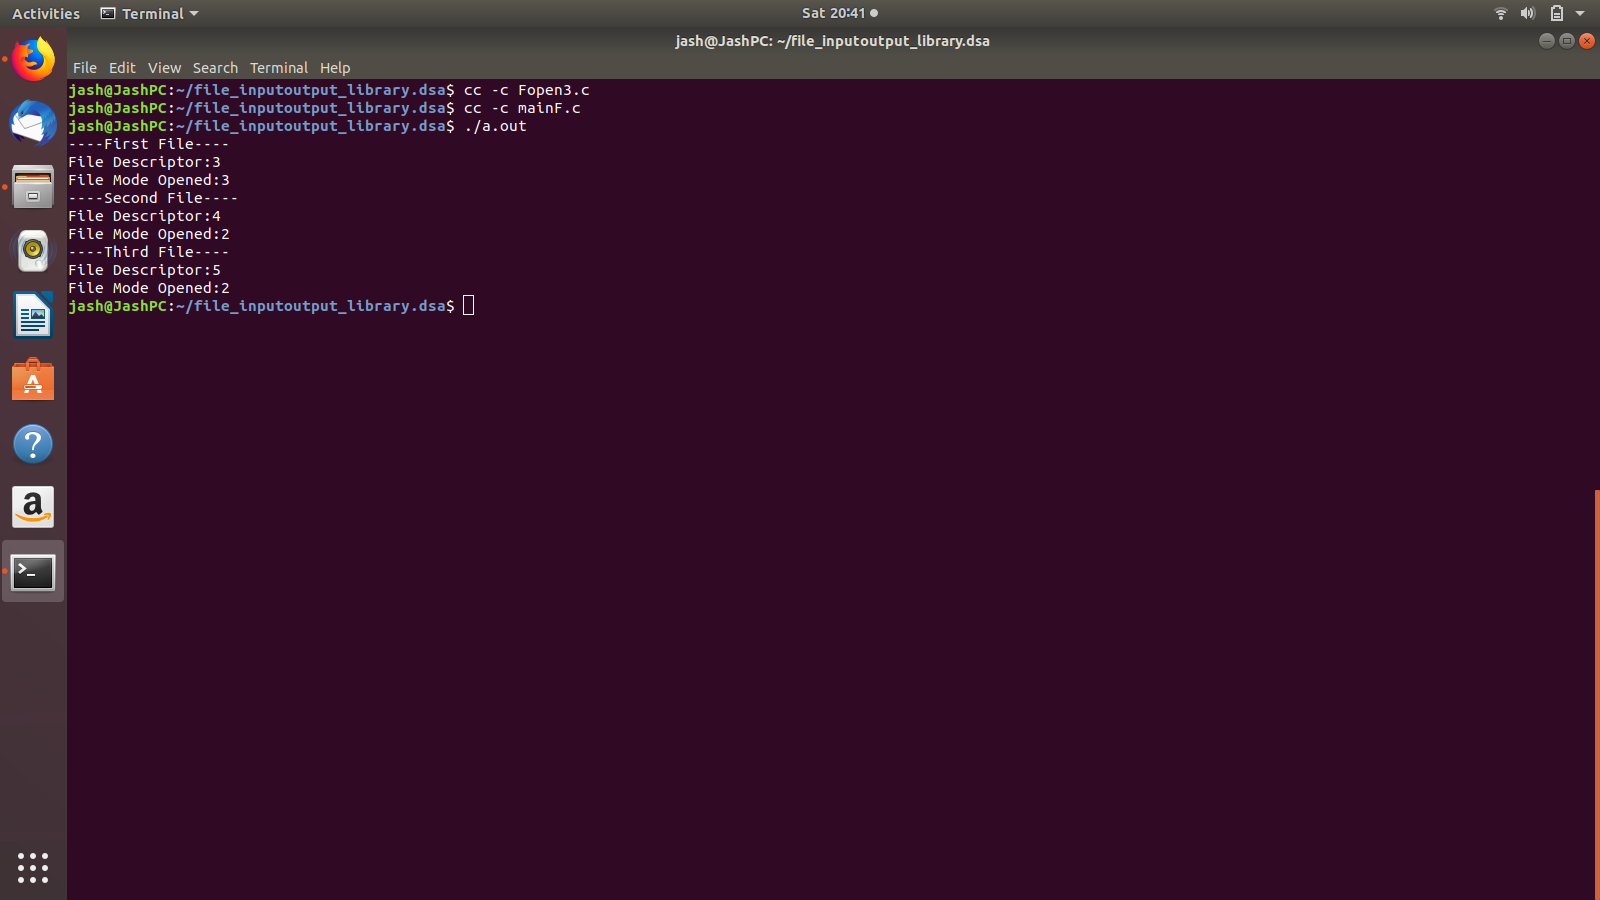 Activities Terminal Sat 20:41
jash@JashPC: ~/file_inputoutput_library.dsa
File Edit View Search Terminal Help
jash@JashPC:~/file_inputoutput_library.dsa$ cc -c Fopen3.c
jash@JashPC:~/file_inputoutput_library.dsa$ cc -c mainF.c
jash@JashPC:~/file_inputoutput_library.dsa$ ./a.out
----First File----
File Descriptor:3
File Mode Opened:3
----Second File----
File Descriptor:4
File Mode Opened:2
----Third File----
File Descriptor:5
File Mode Opened:2
jash@JashPC:~/file_inputoutput_library.dsa$